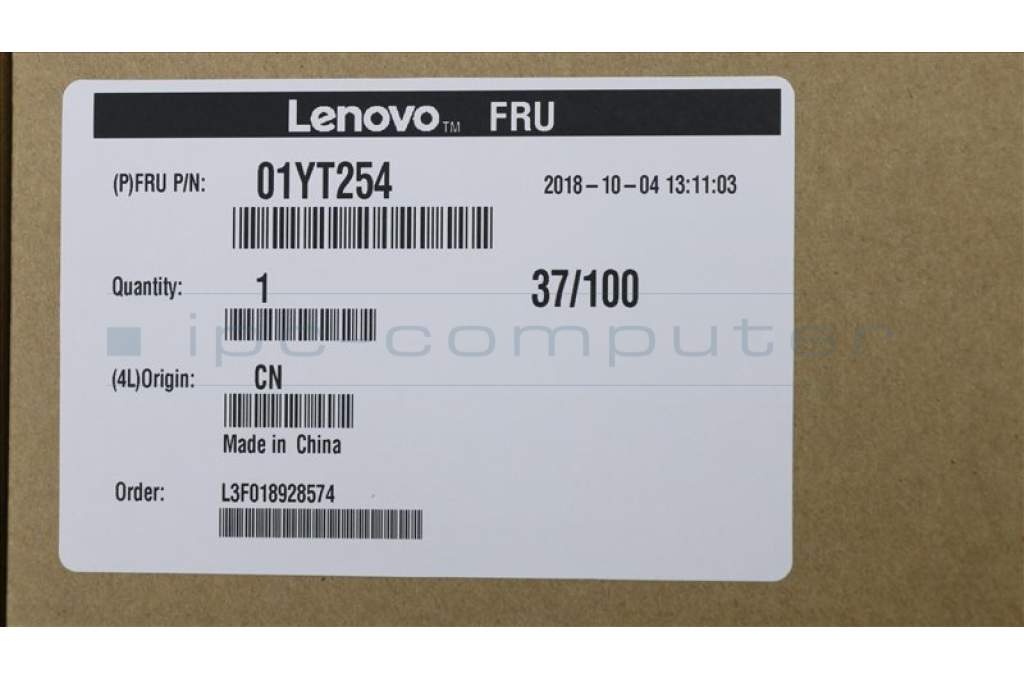 Lenovo™ FRU
(P)FRU P/N: 01YT254 2018-10-04 13:11:03
Quantity: 1 37/100
ipc computer
(4L)Origin: CN
Made in China
Order: L3F018928574